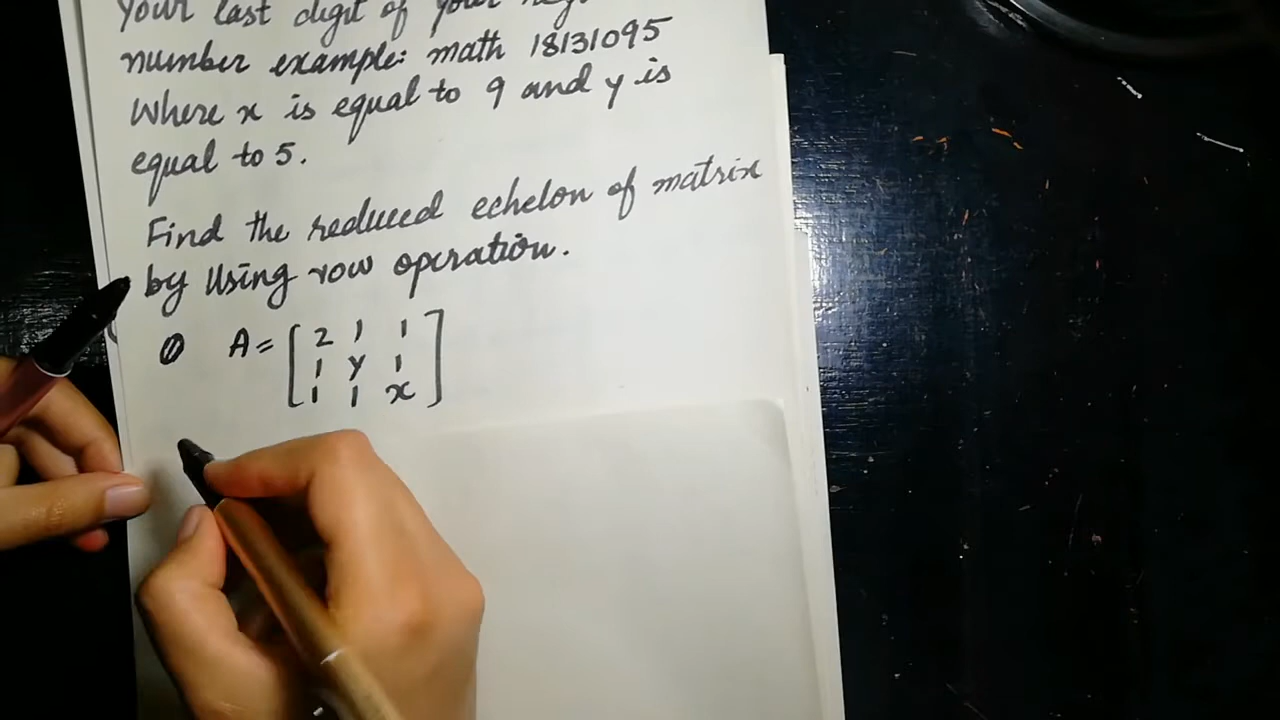 Your last digit of your
number example: math 18131095
Where x is equal to 9 and y is
equal to 5.
Find the reduced echelon of matrix
by Using row operation.
A = [ 2 1 1
1 y 1
1 1 x ]